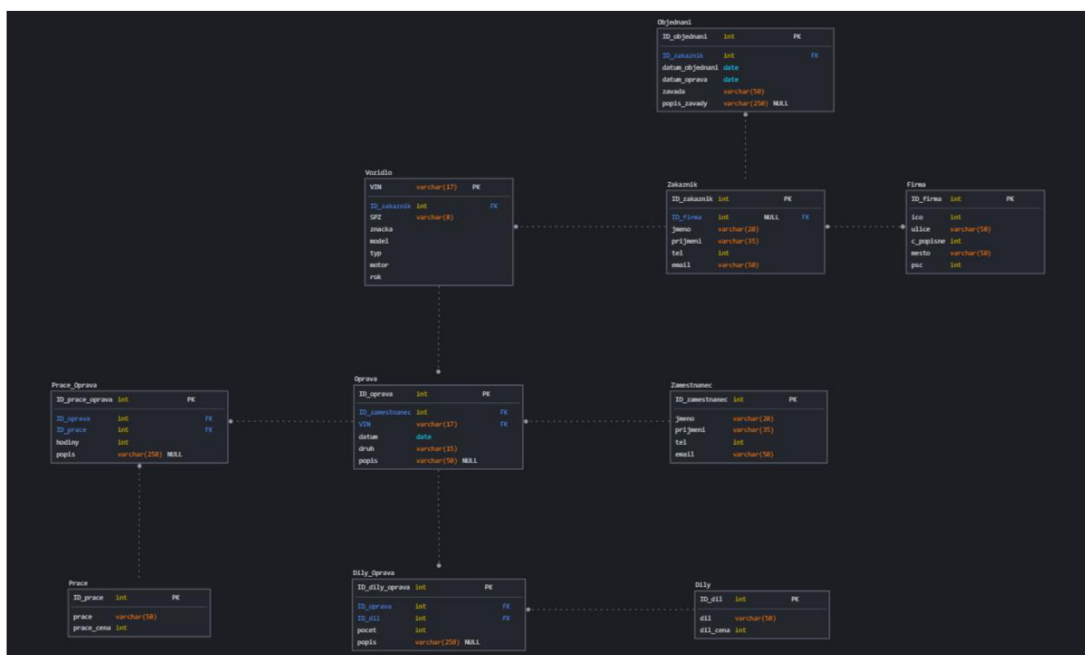 Objednani
ID_objednani int PK
ID_zakaznik int FK
datum_objednani date
datum_oprava date
zavada varchar(50)
popis_zavady varchar(250) NULL
Vozidlo
VIN varchar(17) PK
ID_zakaznik int FK
SPZ varchar(8)
znacka
model
typ
motor
rok
Zakaznik
ID_zakaznik int PK
ID_firma int NULL FK
jmeno varchar(20)
prijmeni varchar(35)
tel int
email varchar(50)
Firma
ID_firma int PK
ico int
ulice varchar(50)
c_popisne int
mesto varchar(50)
psc int
Prace_Oprava
ID_prace_oprava int PK
ID_oprava int FK
ID_prace int FK
hodiny int
popis varchar(250) NULL
Oprava
ID_oprava int PK
ID_zamestnanec int FK
VIN varchar(17) FK
datum date
druh varchar(15)
popis varchar(50) NULL
Zamestnanec
ID_zamestnanec int PK
jmeno varchar(20)
prijmeni varchar(35)
tel int
email varchar(50)
Prace
ID_prace int PK
prace varchar(50)
prace_cena int
Dily_Oprava
ID_dily_oprava int PK
ID_oprava int FK
ID_dil int FK
pocet int
popis varchar(250) NULL
Dily
ID_dil int PK
dil varchar(50)
dil_cena int